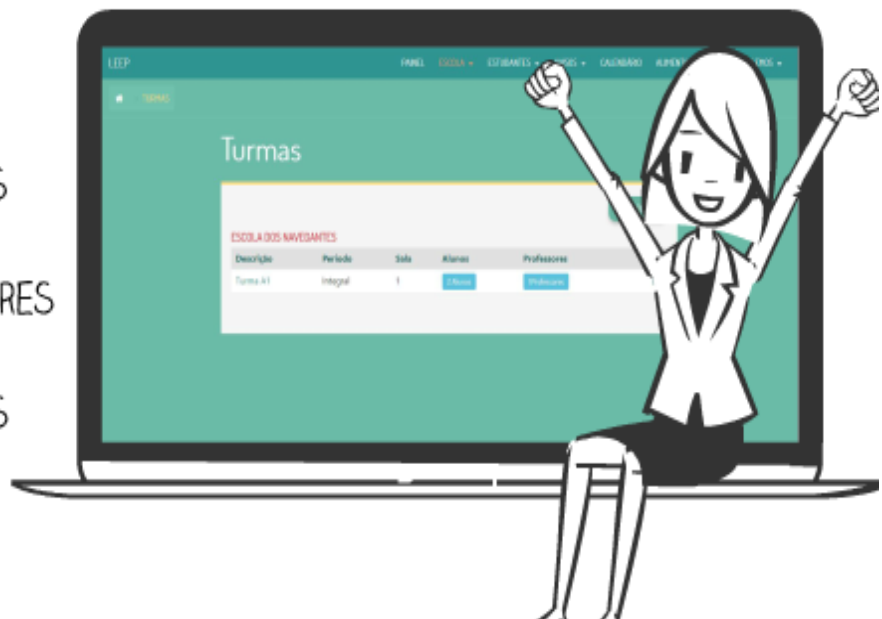 LEEP
PAINEL ESCOLA ESTUDANTES CALENDÁRIO
TURMAS
Turmas
ESCOLA DOS NAVEGANTES
Descrição Período Sala Alunos Professores
Turma A1 Integral 1
S
RES
S